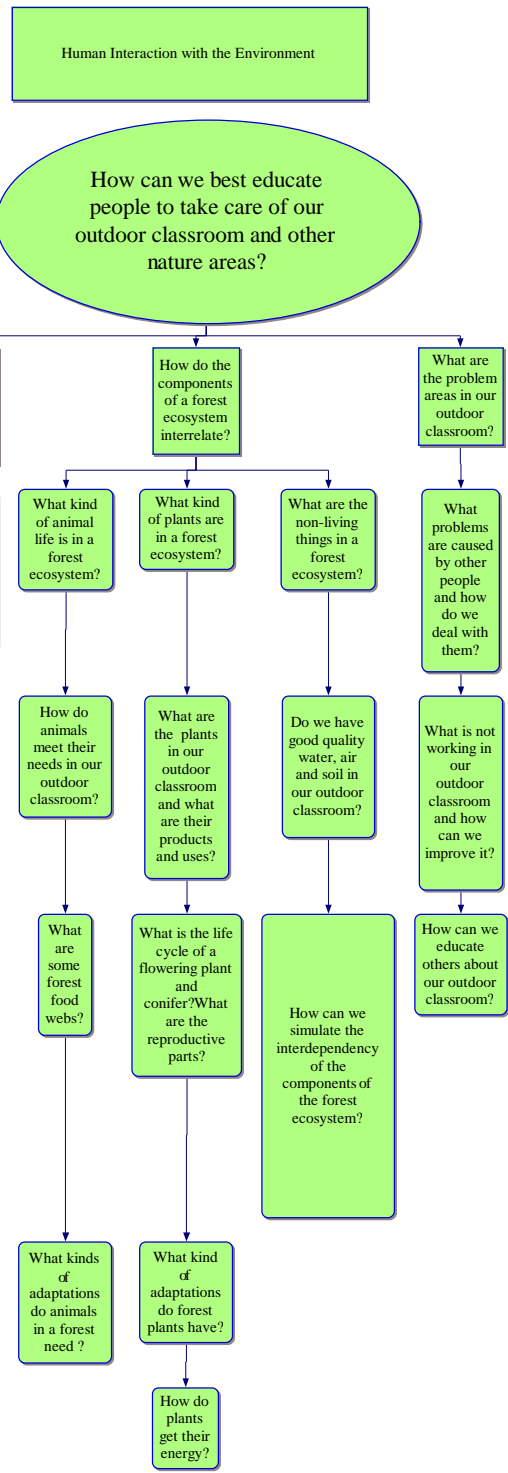 Human Interaction with the Environment
How can we best educate
people to take care of our
outdoor classroom and other
nature areas?
How do the
components
of a forest
ecosystem
interrelate?
What are
the problem
areas in our
outdoor
classroom?
What kind
of animal
life is in a
forest
ecosystem?
What kind
of plants are
in a forest
ecosystem?
What are the
non-living
things in a
forest
ecosystem?
What
problems
are caused
by other
people
and how
do we
deal with
them?
How do
animals
meet their
needs in our
outdoor
classroom?
What are
the plants
in our
outdoor
classroom
and what
are their
products
and uses?
Do we have
good quality
water, air
and soil in
our outdoor
classroom?
What is not
working in
our
outdoor
classroom
and how
can we
improve it?
What
are
some
forest
food
webs?
What is the life
cycle of a
flowering plant
and
conifer?What
are the
reproductive
parts?
How can we
simulate the
interdependency
of the
components of
the forest
ecosystem?
How can we
educate
others about
our outdoor
classroom?
What kinds
of
adaptations
do animals
in a forest
need ?
What kind
of
adaptations
do forest
plants have?
How do
plants
get their
energy?